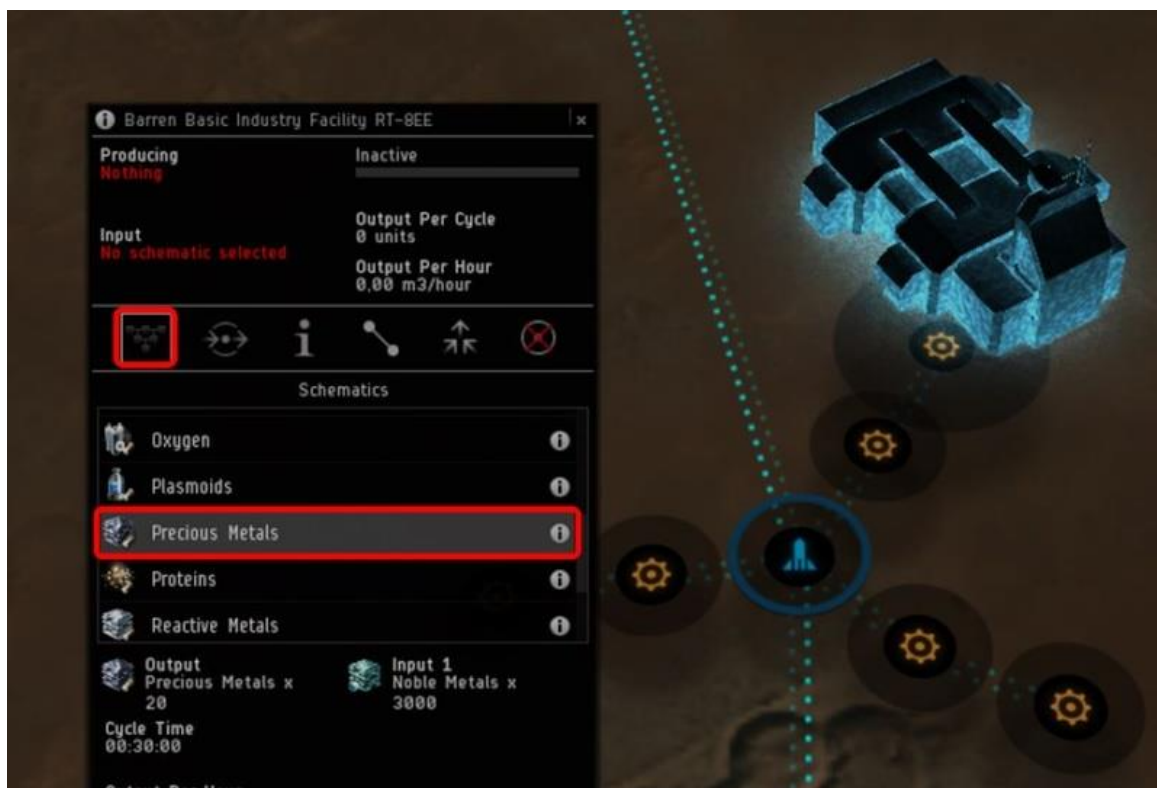 Barren Basic Industry Facility RT-8EE
Producing
Nothing
Inactive
Input
No schematic selected
Output Per Cycle
0 units
Output Per Hour
0,00 m3/hour
Schematics
Oxygen
Plasmoids
Precious Metals
Proteins
Reactive Metals
Output
Precious Metals x
20
Input 1
Noble Metals x
3000
Cycle Time
00:30:00